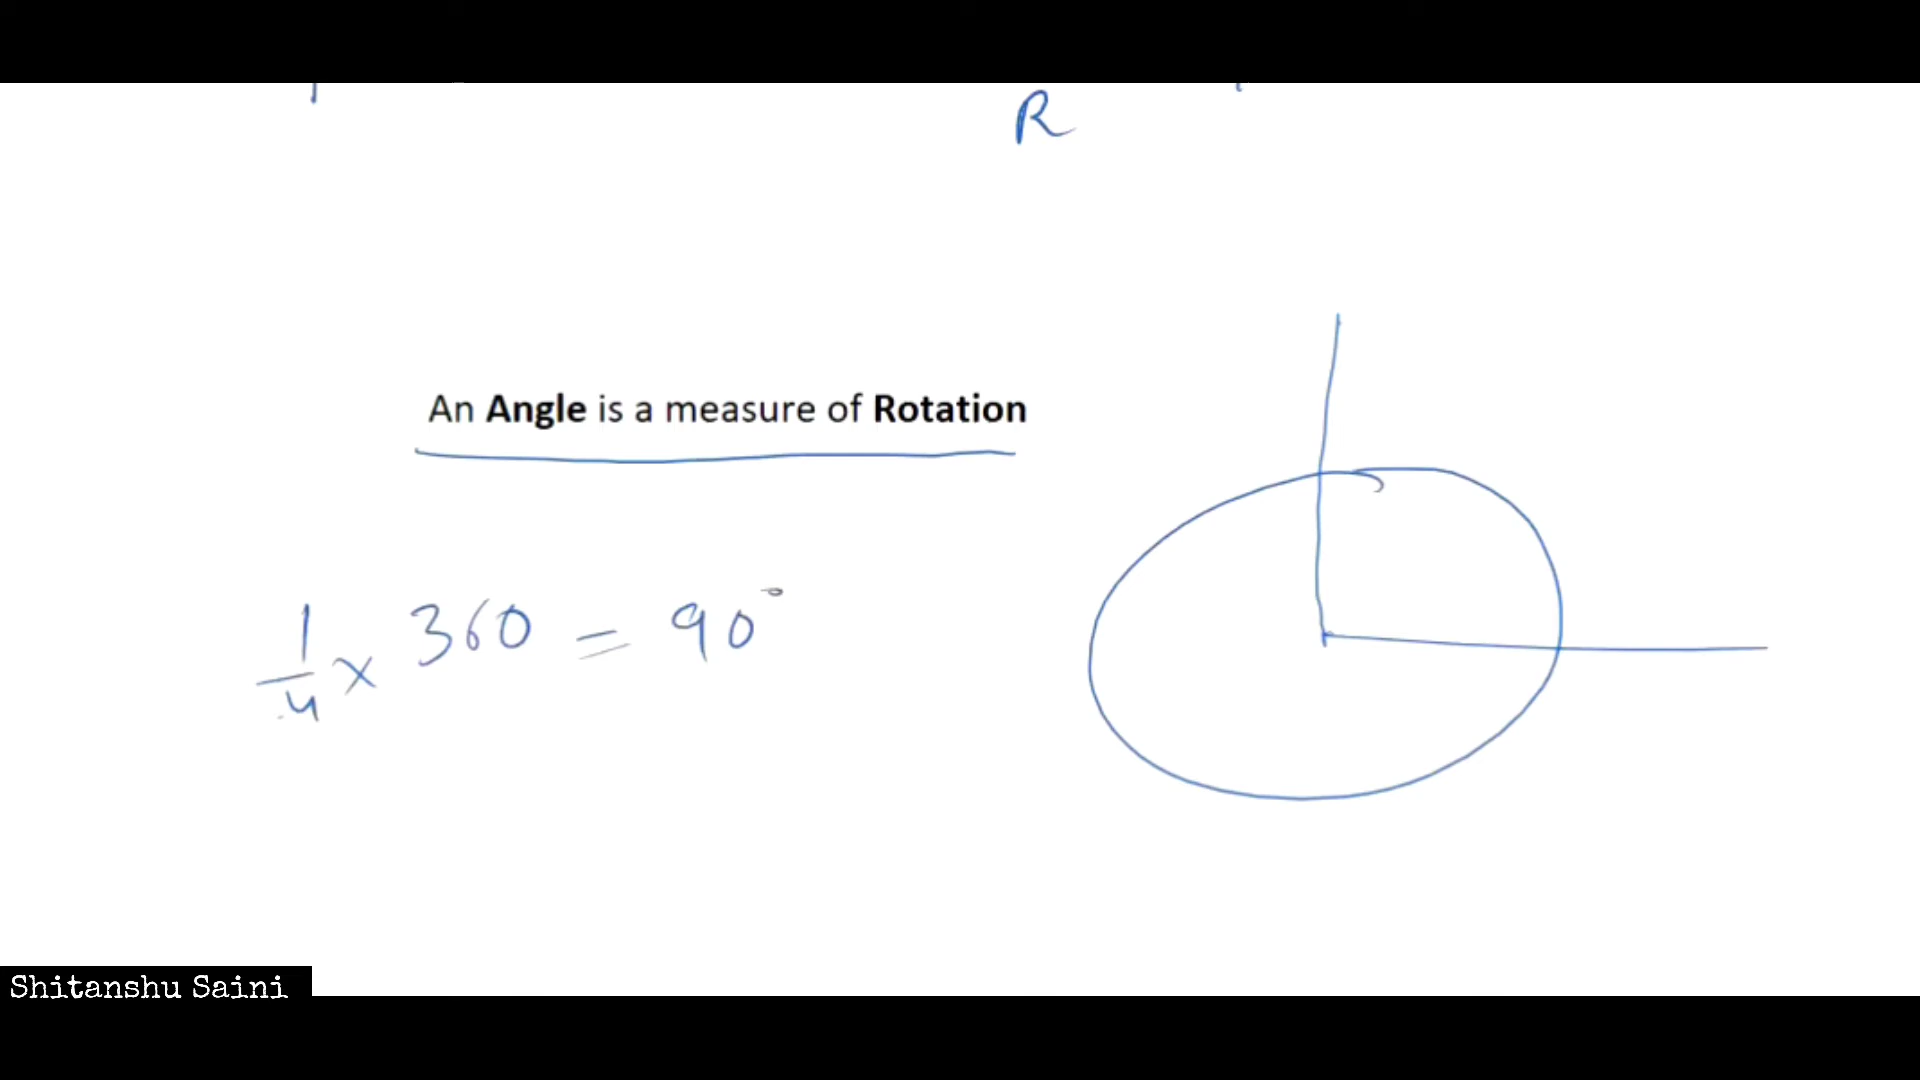 R
An Angle is a measure of Rotation
1/4 × 360 = 90°
Shitanshu Saini